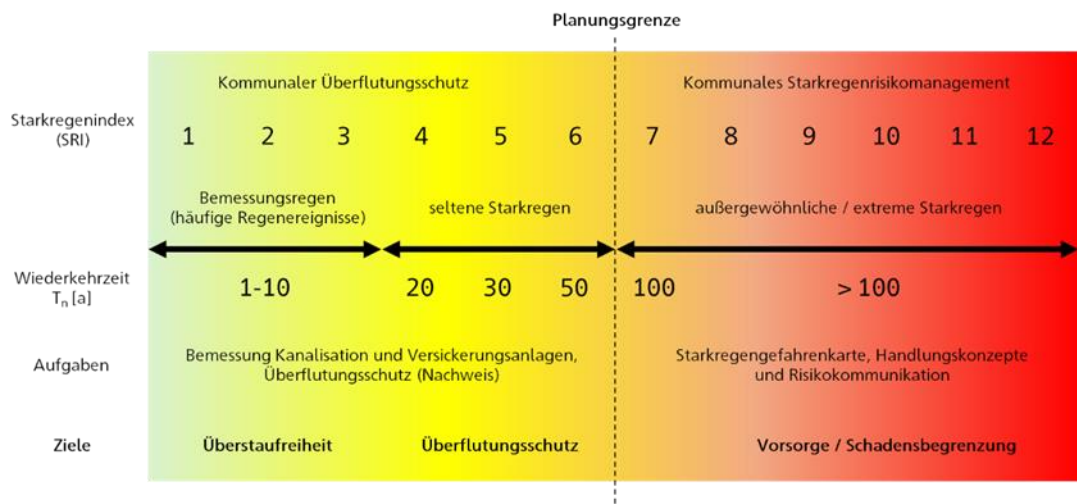 Planungsgrenze
Kommunaler Überflutungsschutz
Kommunales Starkregenrisikomanagement
Starkregenindex
(SRI)
1 2 3 4 5 6 7 8 9 10 11 12
Bemessungsregen
(häufige Regenereignisse)
seltene Starkregen
außergewöhnliche / extreme Starkregen
Wiederkehrzeit
Tn [a]
1-10 20 30 50 100 > 100
Aufgaben
Bemessung Kanalisation und Versickerungsanlagen,
Überflutungsschutz (Nachweis)
Starkregengefahrenkarte, Handlungskonzepte
und Risikokommunikation
Ziele
Überstaufreiheit
Überflutungsschutz
Vorsorge / Schadensbegrenzung